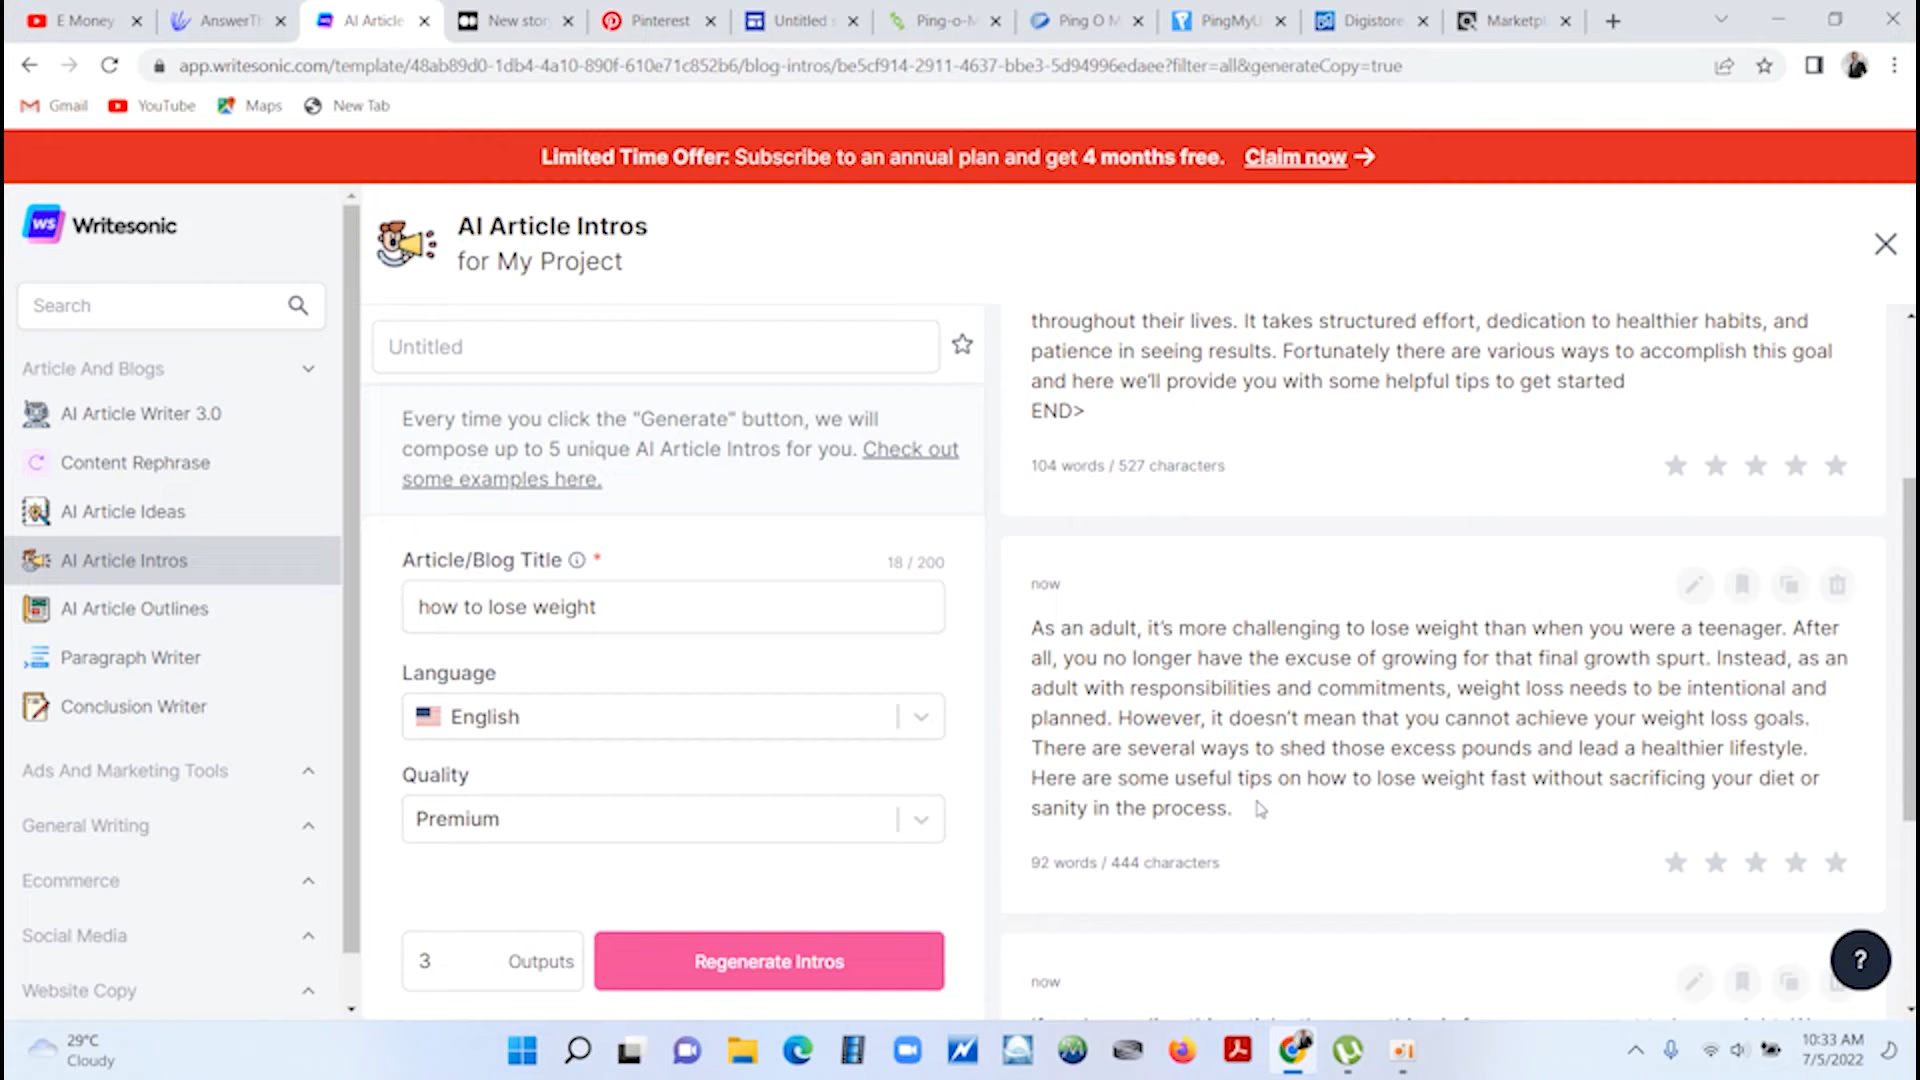 E Money
AnswerTh
AI Article
New stor
Pinterest
Untitled s
Ping-o-M
Ping O M
PingMyU
Digistore
Marketpl
app.writesonic.com/template/48ab89d0-1db4-4a10-890f-610e71c852b6/blog-intros/be5cf914-2911-4637-bbe3-5d94996edaee?filter=all&generateCopy=true
Gmail
YouTube
Maps
New Tab
Limited Time Offer: Subscribe to an annual plan and get 4 months free. Claim now →
WS Writesonic
Search
Article And Blogs
AI Article Writer 3.0
Content Rephrase
AI Article Ideas
AI Article Intros
AI Article Outlines
Paragraph Writer
Conclusion Writer
Ads And Marketing Tools
General Writing
Ecommerce
Social Media
Website Copy
AI Article Intros
for My Project
Untitled
Every time you click the "Generate" button, we will
compose up to 5 unique AI Article Intros for you. Check out
some examples here.
Article/Blog Title *
18 / 200
how to lose weight
Language
English
Quality
Premium
3 Outputs
Regenerate Intros
throughout their lives. It takes structured effort, dedication to healthier habits, and
patience in seeing results. Fortunately there are various ways to accomplish this goal
and here we'll provide you with some helpful tips to get started
END>
104 words / 527 characters
now
As an adult, it's more challenging to lose weight than when you were a teenager. After
all, you no longer have the excuse of growing for that final growth spurt. Instead, as an
adult with responsibilities and commitments, weight loss needs to be intentional and
planned. However, it doesn't mean that you cannot achieve your weight loss goals.
There are several ways to shed those excess pounds and lead a healthier lifestyle.
Here are some useful tips on how to lose weight fast without sacrificing your diet or
sanity in the process.
92 words / 444 characters
now
?
29°C
Cloudy
10:33 AM
7/5/2022